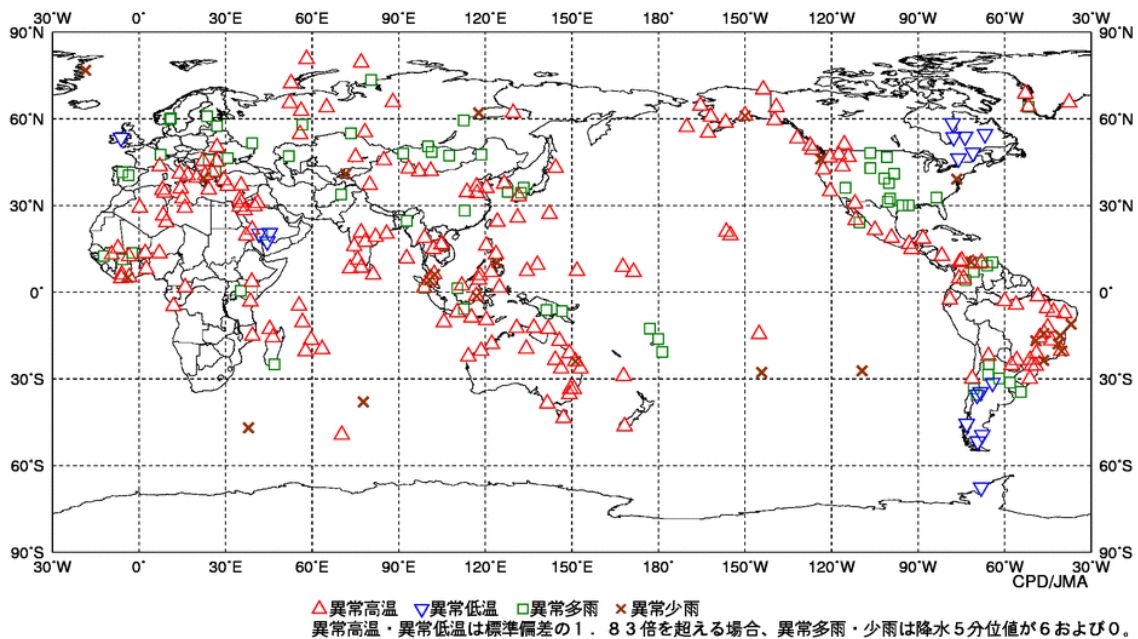 30°W 0° 30°E 60°E 90°E 120°E 150°E 180° 150°W 120°W 90°W 60°W 30°W
90°N 90°N
60°N 60°N
30°N 30°N
0° 0°
30°S 30°S
60°S 60°S
90°S 90°S
30°W 0° 30°E 60°E 90°E 120°E 150°E 180° 150°W 120°W 90°W 60°W 30°W
CPD/JMA
△異常高温 ▽異常低温 □異常多雨 ×異常少雨
異常高温・異常低温は標準偏差の1.83倍を超える場合、異常多雨・少雨は降水5分位値が6および0。